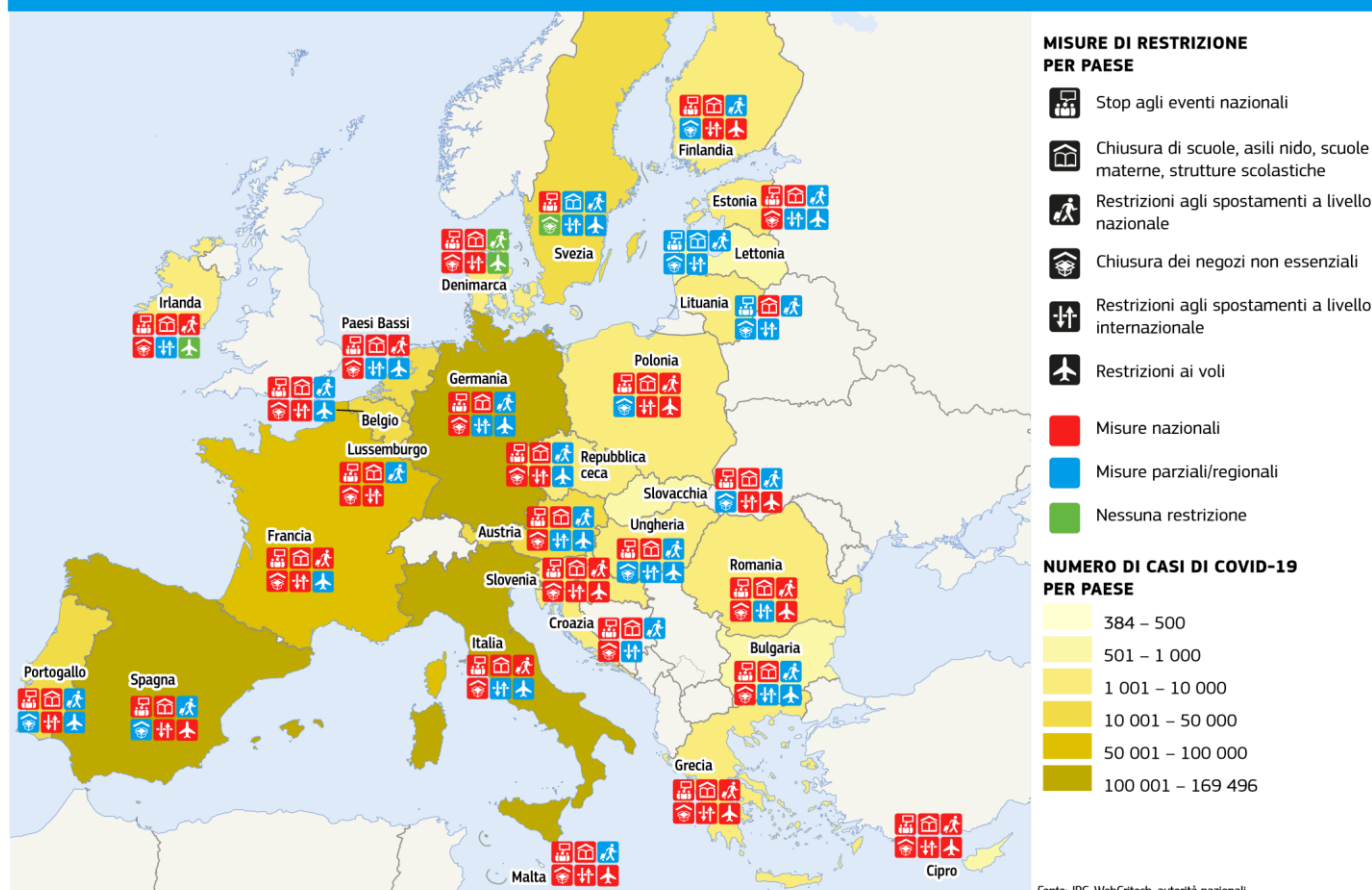 Finlandia
Estonia
Svezia
Lettonia
Denimarca
Lituania
Irlanda
Paesi Bassi
Germania
Polonia
Belgio
Lussemburgo
Repubblica
ceca
Slovacchia
Francia
Austria
Ungheria
Slovenia
Romania
Croazia
Italia
Bulgaria
Portogallo
Spagna
Grecia
Malta
Cipro
MISURE DI RESTRIZIONE
PER PAESE
Stop agli eventi nazionali
Chiusura di scuole, asili nido, scuole
materne, strutture scolastiche
Restrizioni agli spostamenti a livello
nazionale
Chiusura dei negozi non essenziali
Restrizioni agli spostamenti a livello
internazionale
Restrizioni ai voli
Misure nazionali
Misure parziali/regionali
Nessuna restrizione
NUMERO DI CASI DI COVID-19
PER PAESE
384 – 500
501 – 1 000
1 001 – 10 000
10 001 – 50 000
50 001 – 100 000
100 001 – 169 496
Fonte: JRC, WebCritech, autorità nazionali